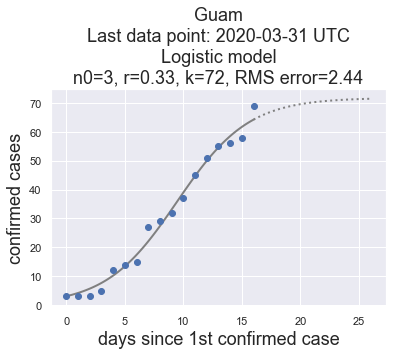 Guam
Last data point: 2020-03-31 UTC
Logistic model
n0=3, r=0.33, k=72, RMS error=2.44
70
60
50
40
30
20
10
0
confirmed cases
0 5 10 15 20 25
days since 1st confirmed case